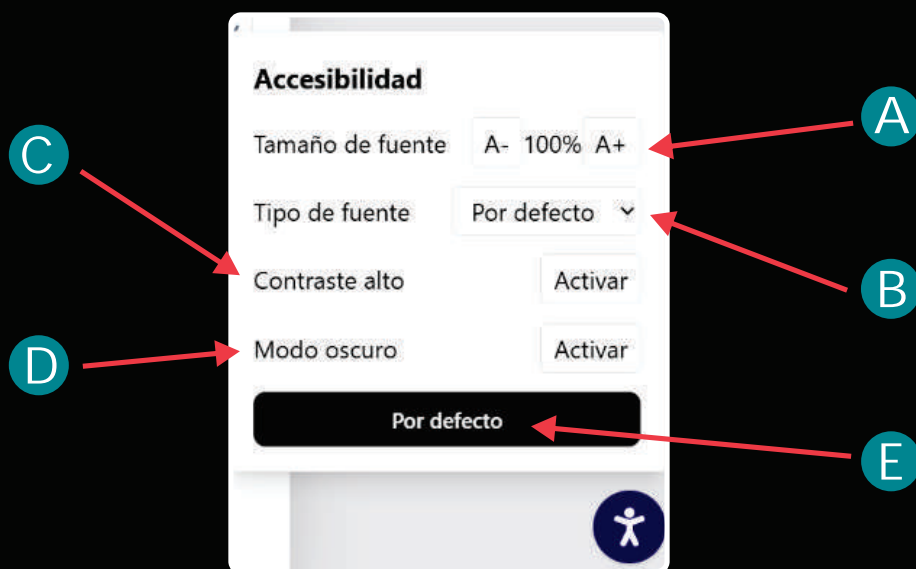 Accesibilidad
Tamaño de fuente A- 100% A+
A
C
Tipo de fuente Por defecto
B
Contraste alto Activar
D
Modo oscuro Activar
Por defecto
E